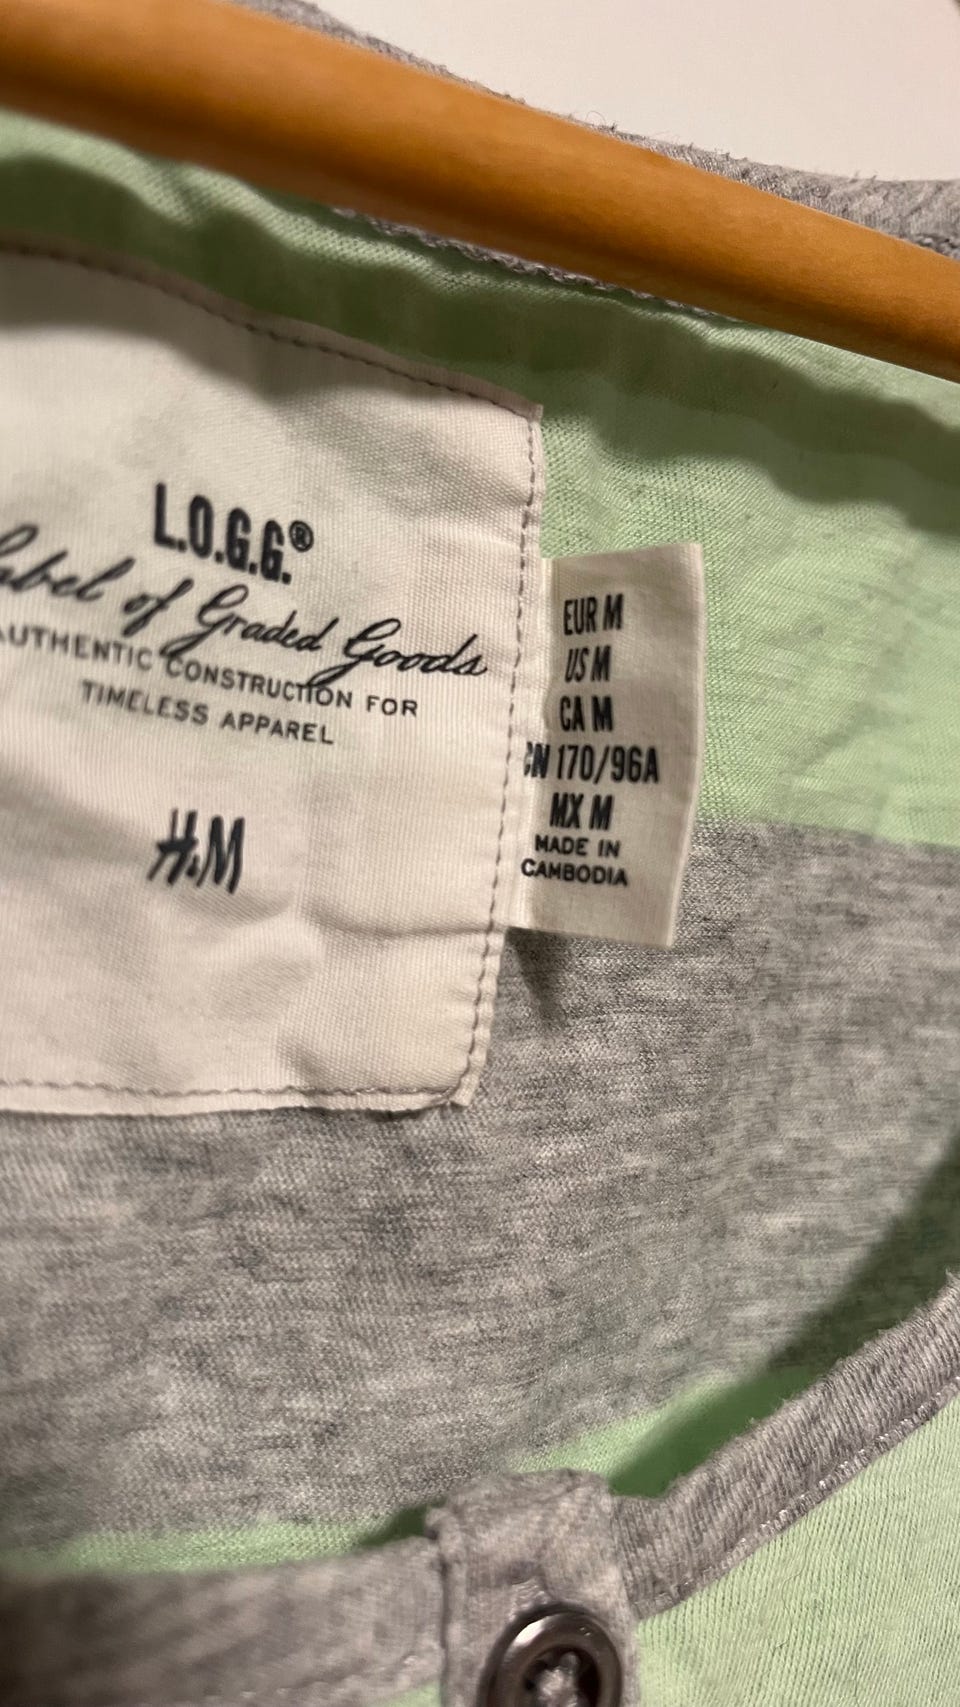 L.O.G.G.®
Label of Graded Goods
AUTHENTIC CONSTRUCTION FOR
TIMELESS APPAREL
H&M
EUR M
US M
CA M
CN 170/96A
MX M
MADE IN
CAMBODIA